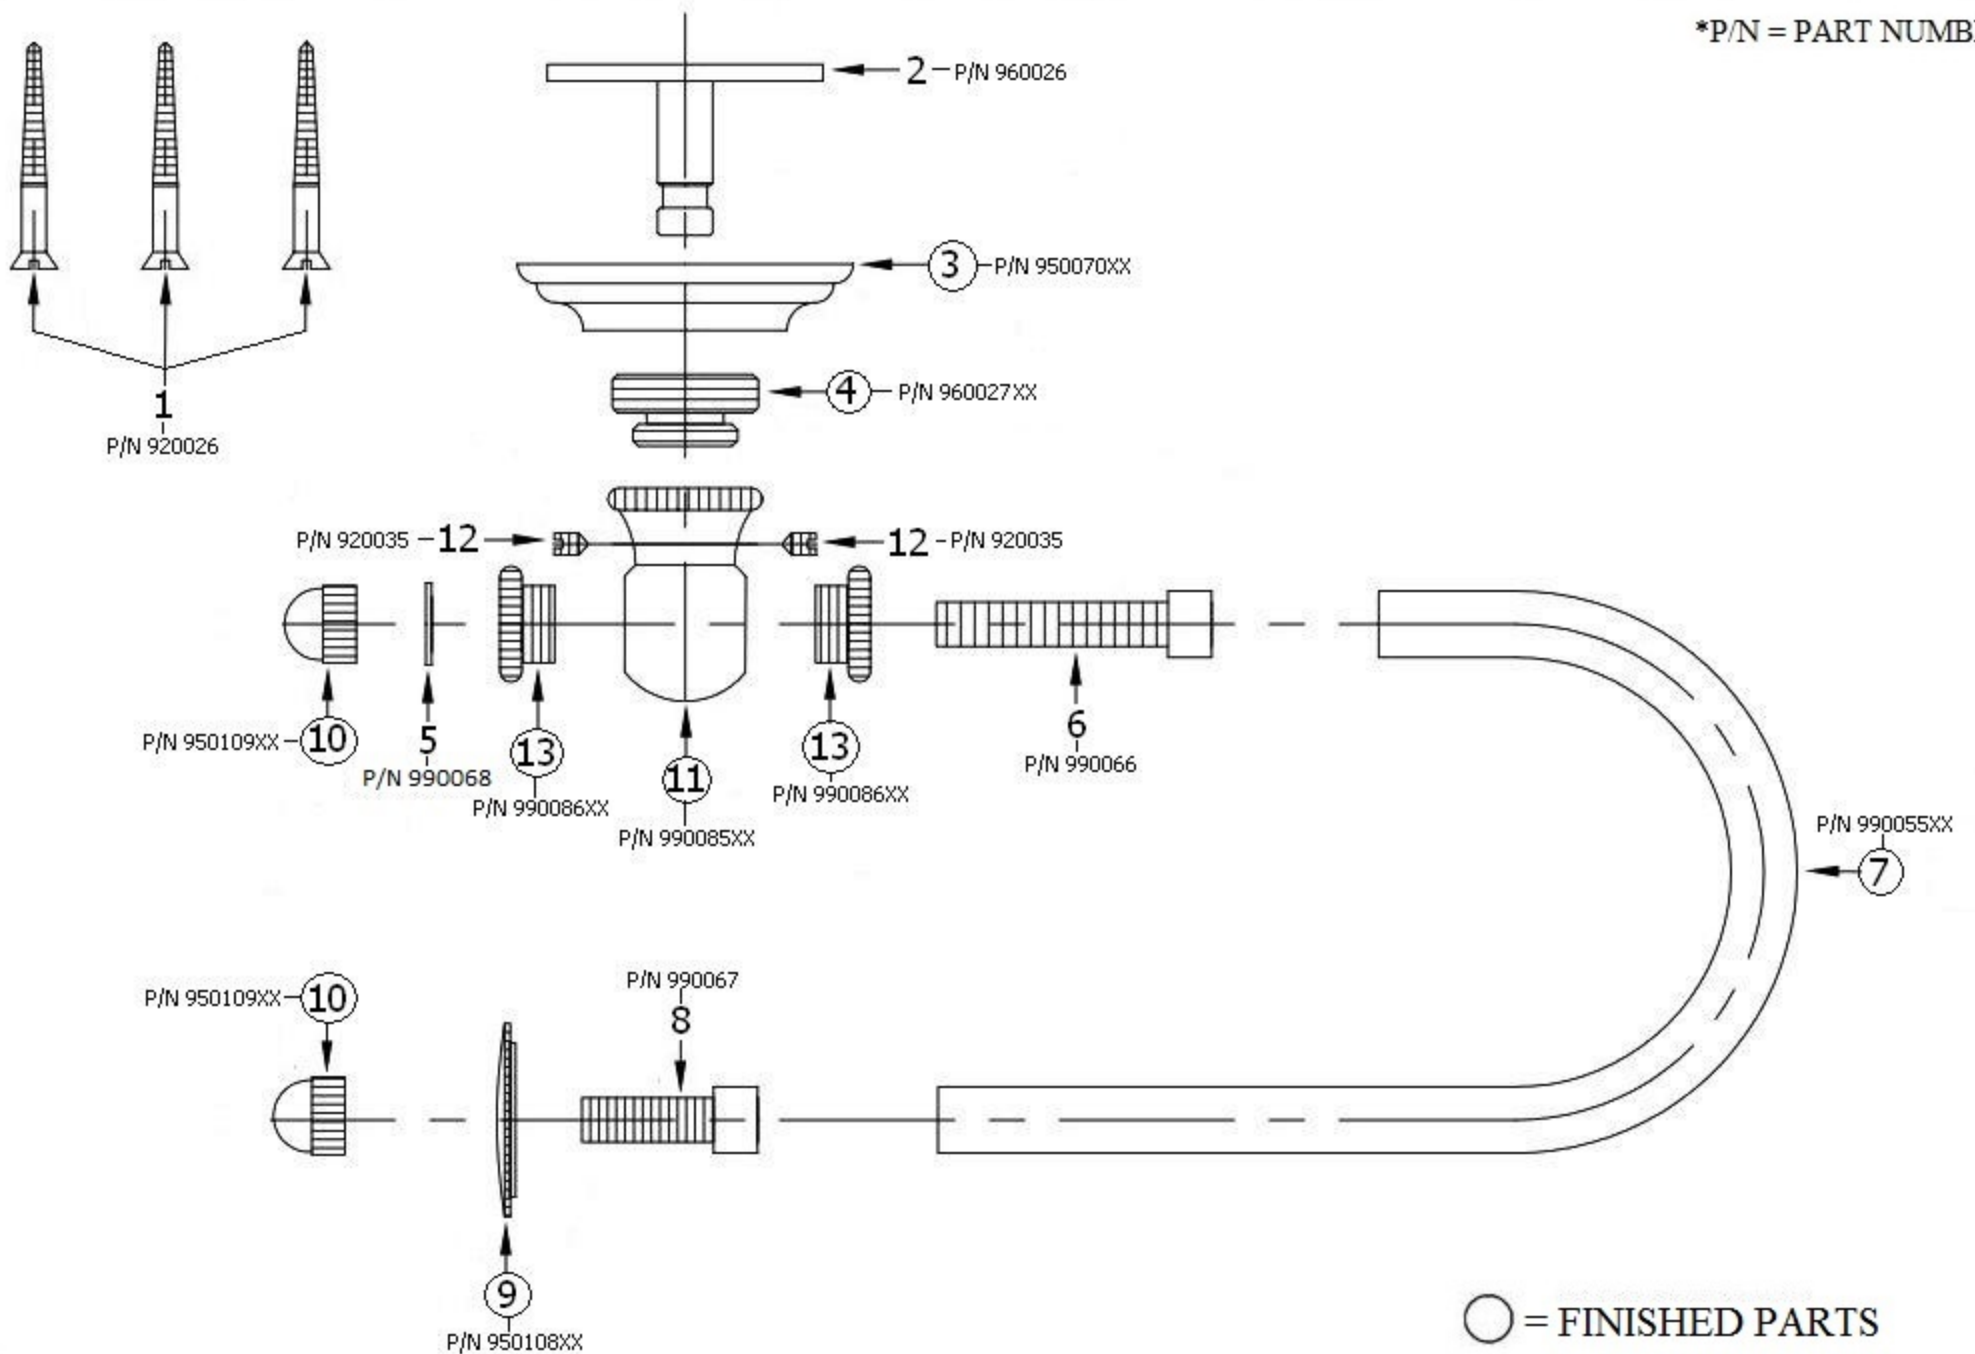 *P/N = PART NUMB
2 – P/N 960026
3 – P/N 950070XX
4 – P/N 960027XX
1
P/N 920026
P/N 920035 – 12
12 – P/N 920035
P/N 950109XX – 10
5
P/N 990068
13
P/N 990086XX
11
P/N 990085XX
13
P/N 990086XX
6
P/N 990066
P/N 990055XX
7
P/N 950109XX – 10
P/N 990067
8
9
P/N 950108XX
= FINISHED PARTS